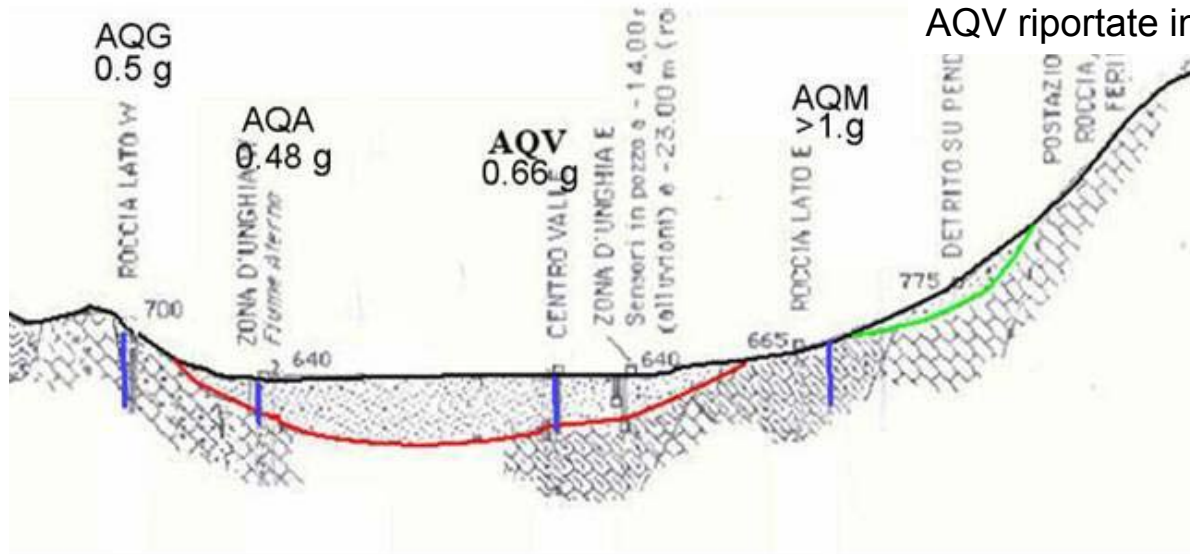 AQV riportate in
AQG
0.5 g
AQA
0.48 g
AQV
0.66 g
AQM
>1.g
ROCCIA LATO W
ZONA D'UNGHIA
Fiume Aterno
CENTRO VALLE
ZONA D'UNGHIA E
Sensori in pozzo a -14.00
(alluvioni) e -23.00 m
ROCCIA LATO E
DETRITO SU PEND
POSTAZIO
ROCCIA,
FERI
700
640
640
665
775